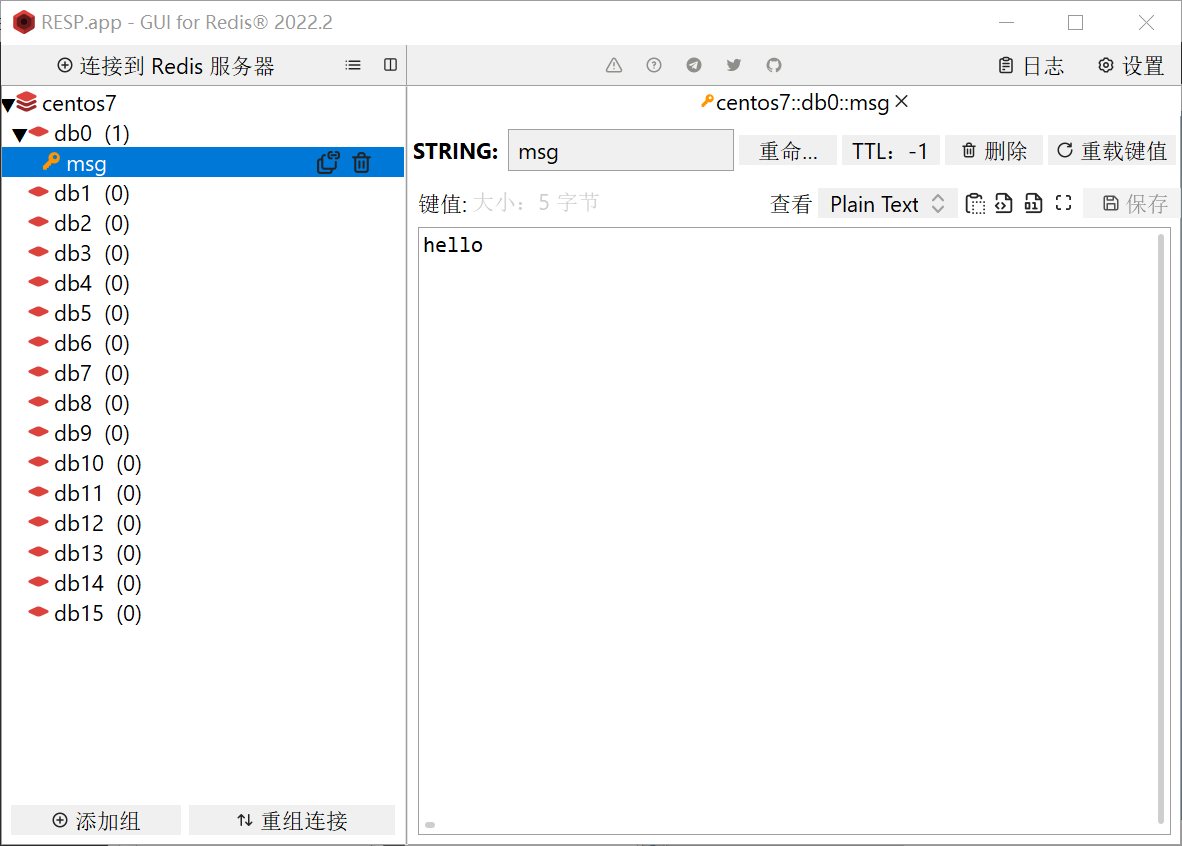 RESP.app - GUI for Redis® 2022.2
连接到 Redis 服务器
日志 设置
centos7
db0 (1)
msg
db1 (0)
db2 (0)
db3 (0)
db4 (0)
db5 (0)
db6 (0)
db7 (0)
db8 (0)
db9 (0)
db10 (0)
db11 (0)
db12 (0)
db13 (0)
db14 (0)
db15 (0)
添加组 重组连接
centos7::db0::msg
STRING: msg 重命... TTL：-1 删除 重载键值
键值: 大小：5 字节 查看 Plain Text 保存
hello